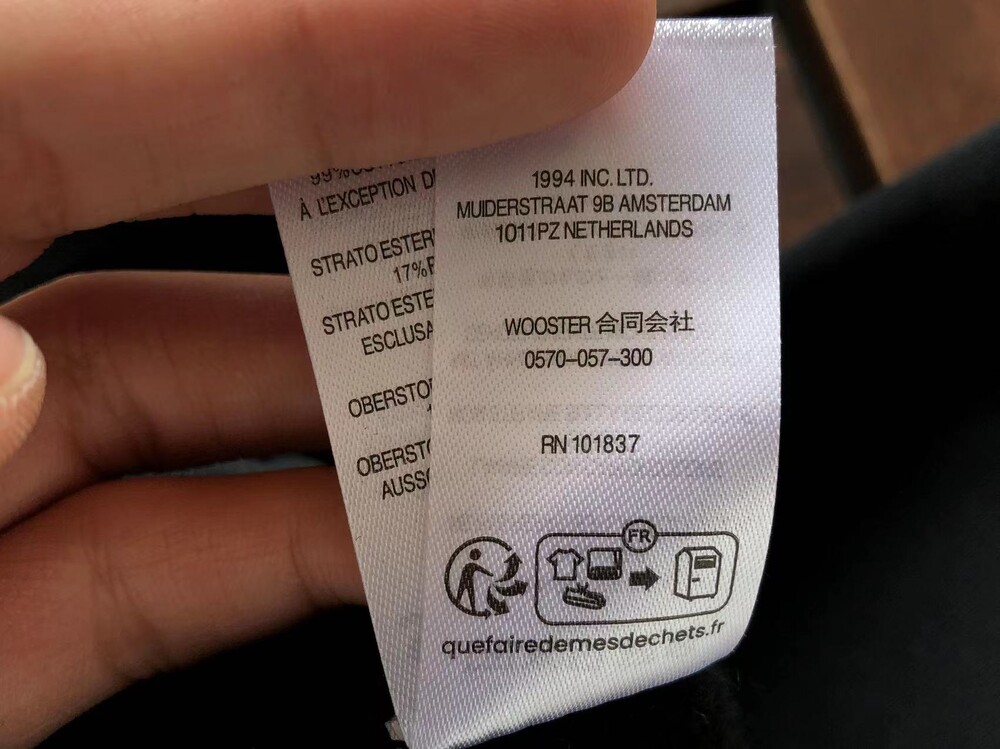 99%
À L'EXCEPTION D
STRATO ESTER
17%
STRATO ESTE
ESCLUSA
OBERSTO
OBERSTO
AUSS
1994 INC. LTD.
MUIDERSTRAAT 9B AMSTERDAM
1011PZ NETHERLANDS
WOOSTER 合同会社
0570–057–300
RN 101837
FR
quefairedemesdechets.fr